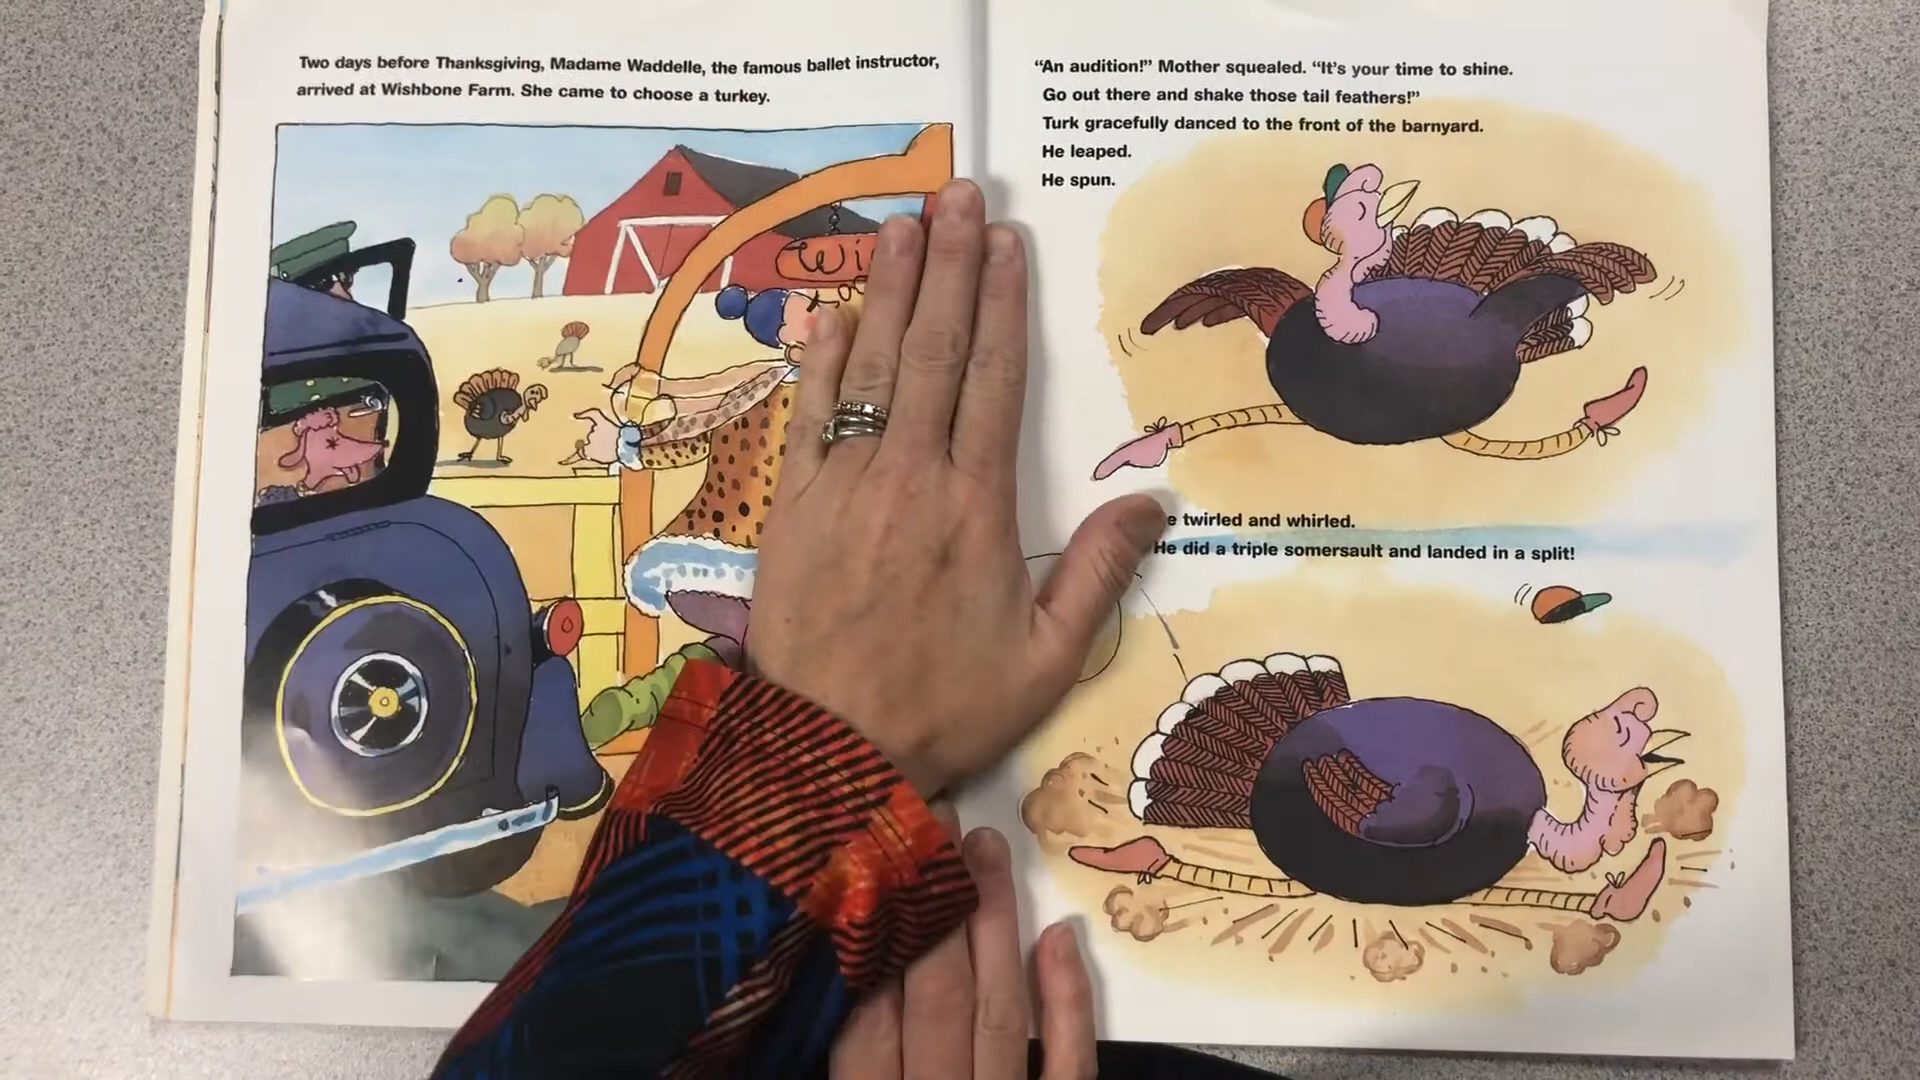 Two days before Thanksgiving, Madame Waddelle, the famous ballet instructor,
arrived at Wishbone Farm. She came to choose a turkey.
Wi
“An audition!” Mother squealed. “It’s your time to shine.
Go out there and shake those tail feathers!”
Turk gracefully danced to the front of the barnyard.
He leaped.
He spun.
e twirled and whirled.
He did a triple somersault and landed in a split!